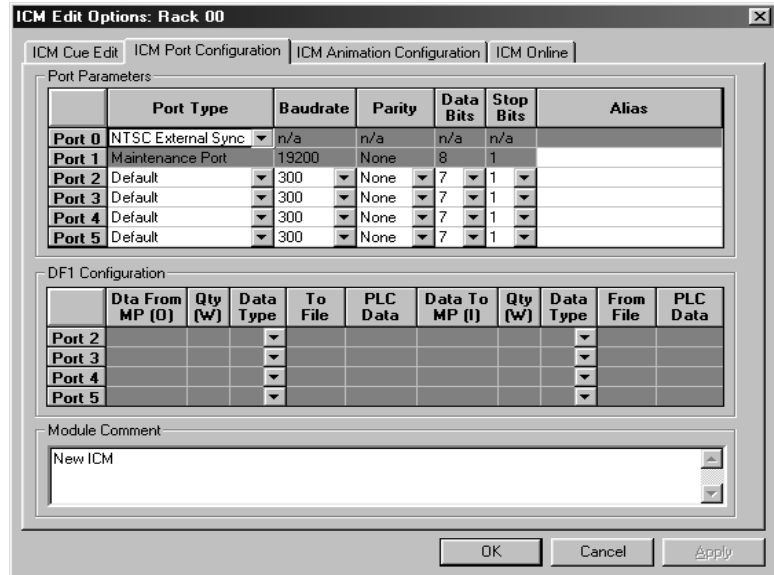 ICM Edit Options: Rack 00
ICM Cue Edit ICM Port Configuration ICM Animation Configuration ICM Online
Port Parameters
Port Type Baudrate Parity Data Bits Stop Bits Alias
Port 0 NTSC External Sync n/a n/a n/a n/a
Port 1 Maintenance Port 19200 None 8 1
Port 2 Default 300 None 7 1
Port 3 Default 300 None 7 1
Port 4 Default 300 None 7 1
Port 5 Default 300 None 7 1
DF1 Configuration
Dta From MP (O) Qty (W) Data Type To File PLC Data Data To MP (I) Qty (W) Data Type From File PLC Data
Port 2
Port 3
Port 4
Port 5
Module Comment
New ICM
OK Cancel Apply